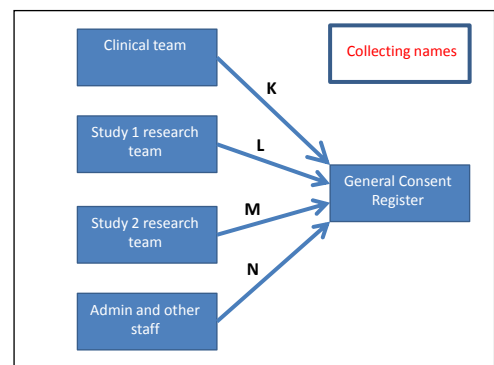 Clinical team
Collecting names
K
Study 1 research
team
L
General Consent
Register
Study 2 research
team
M
N
Admin and other
staff